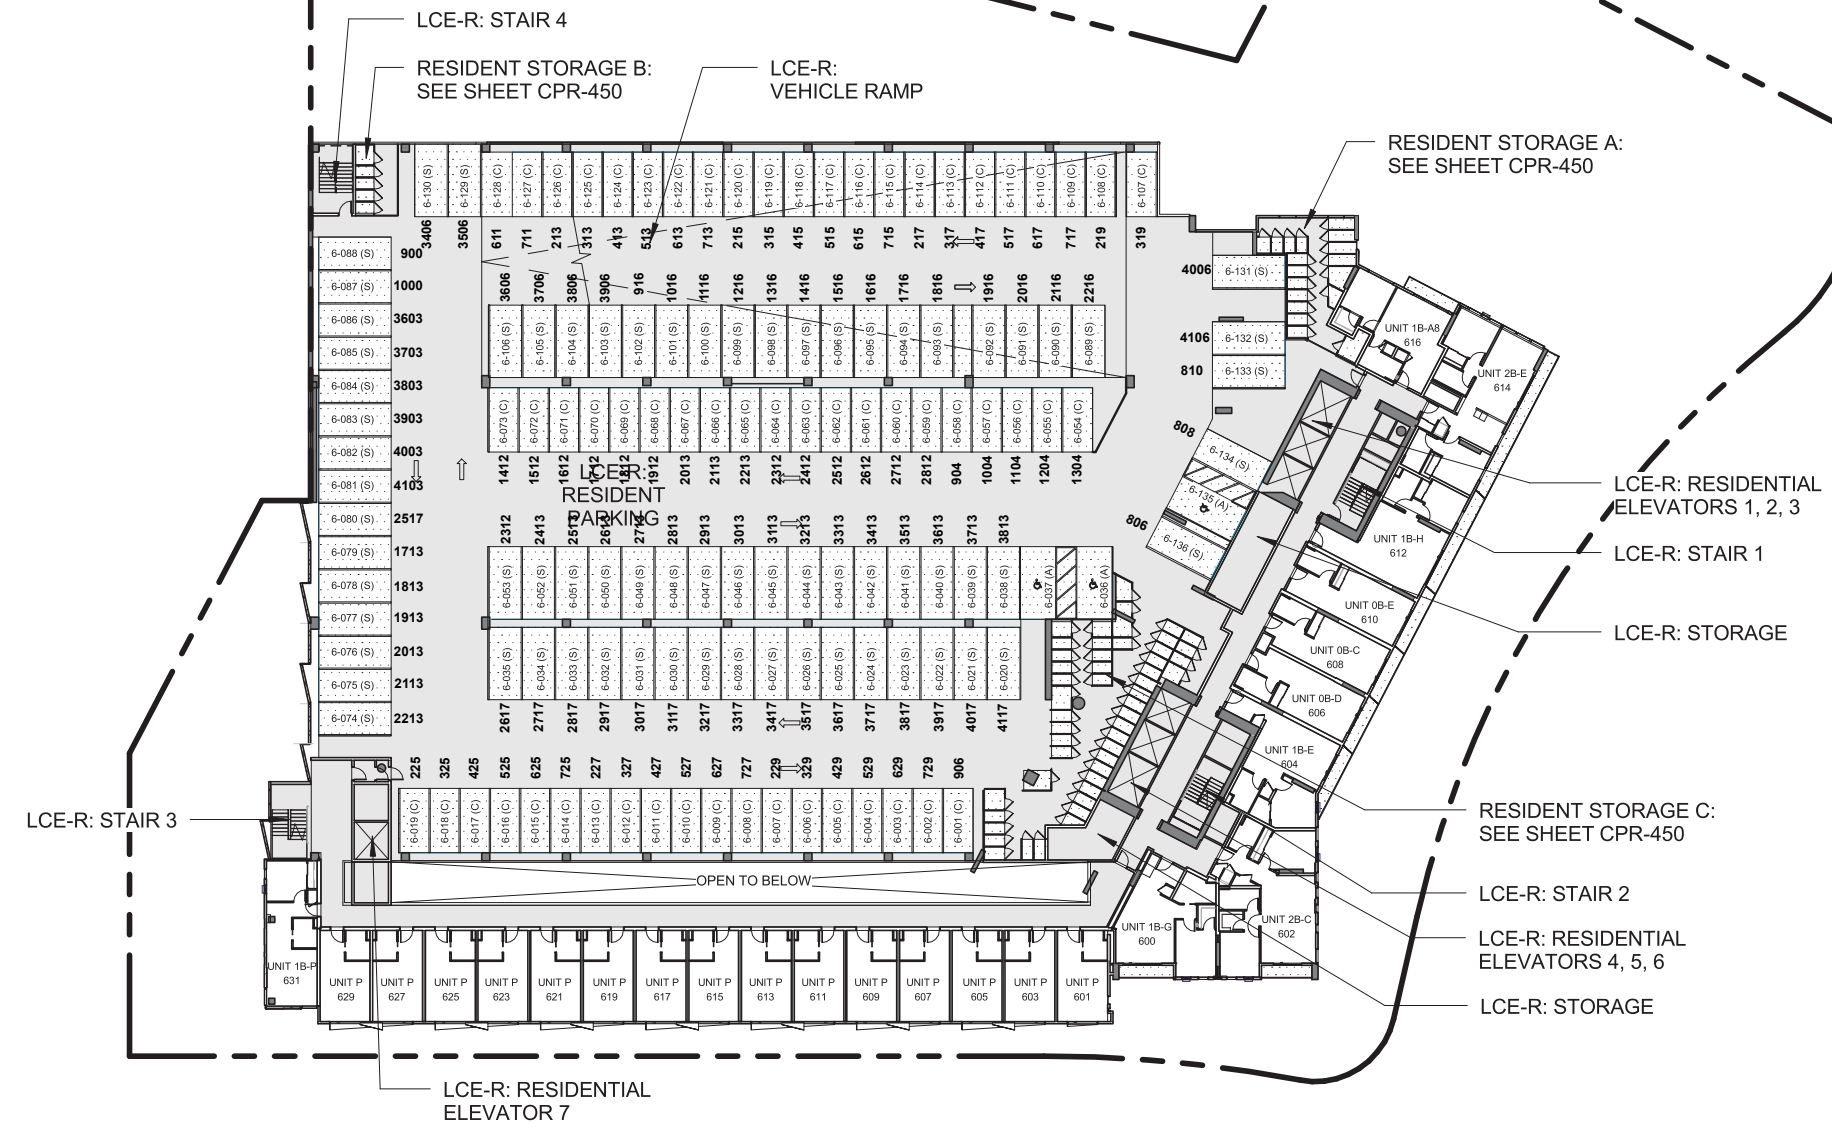 LCE-R: STAIR 4
RESIDENT STORAGE B:
SEE SHEET CPR-450
LCE-R:
VEHICLE RAMP
RESIDENT STORAGE A:
SEE SHEET CPR-450
6-130 (S)
6-129 (S)
6-128 (C)
6-127 (C)
6-126 (C)
6-125 (C)
6-124 (C)
6-123 (C)
6-122 (C)
6-121 (C)
6-120 (C)
6-119 (C)
6-118 (C)
6-117 (C)
6-116 (C)
6-115 (C)
6-114 (C)
6-113 (C)
6-112 (C)
6-111 (C)
6-110 (C)
6-109 (C)
6-108 (C)
6-107 (C)
3406
3506
611
711
213
313
413
513
613
713
215
315
415
515
615
715
217
317
417
517
617
717
219
319
6-088 (S)
900
6-087 (S)
1000
6-086 (S)
3603
6-085 (S)
3703
6-084 (S)
3803
6-083 (S)
3903
6-082 (S)
4003
6-081 (S)
4103
6-080 (S)
2517
6-079 (S)
1713
6-078 (S)
1813
6-077 (S)
1913
6-076 (S)
2013
6-075 (S)
2113
6-074 (S)
2213
3606
3706
3806
3906
916
1016
1116
1216
1316
1416
1516
1616
1716
1816
1916
2016
2116
2216
6-106 (S)
6-105 (S)
6-104 (S)
6-103 (S)
6-102 (S)
6-101 (S)
6-100 (S)
6-099 (S)
6-098 (S)
6-097 (S)
6-096 (S)
6-095 (S)
6-094 (S)
6-093 (S)
6-092 (S)
6-091 (S)
6-090 (S)
6-089 (S)
6-073 (C)
6-072 (C)
6-071 (C)
6-070 (C)
6-069 (C)
6-068 (C)
6-067 (C)
6-066 (C)
6-065 (C)
6-064 (C)
6-063 (C)
6-062 (C)
6-061 (C)
6-060 (C)
6-059 (C)
6-058 (C)
6-057 (C)
6-056 (C)
6-055 (C)
6-054 (C)
1412
1512
1612
1812
1912
2013
2113
2213
2312
2412
2512
2612
2712
2812
904
1004
1104
1204
1304
LCE-R:
RESIDENT
PARKING
2312
2413
2513
2713
2813
2913
3013
3113
3213
3313
3413
3513
3613
3713
3813
6-0553 (S)
6-0552 (S)
6-051 (S)
6-050 (S)
6-0459 (S)
6-048 (S)
6-047 (S)
6-046 (S)
6-0455 (S)
6-044 (S)
6-043 (S)
6-042 (S)
6-041 (S)
6-040 (S)
6-039 (S)
6-038 (S)
6-037 (A)
6-036 (A)
6-035 (S)
6-034 (S)
6-033 (S)
6-032 (S)
6-031 (S)
6-030 (S)
6-029 (S)
6-028 (S)
6-027 (S)
6-026 (S)
6-025 (S)
6-024 (S)
6-023 (S)
6-022 (S)
6-021 (S)
6-020 (S)
2617
2717
2817
2917
3017
3117
3217
3317
3417
3517
3617
3717
3817
3917
4017
4117
225
325
425
525
625
725
227
327
427
527
627
727
229
329
429
529
629
729
906
6-019 (C)
6-018 (C)
6-017 (C)
6-016 (C)
6-015 (C)
6-014 (C)
6-013 (C)
6-012 (C)
6-011 (C)
6-010 (C)
6-009 (C)
6-008 (C)
6-007 (C)
6-006 (C)
6-005 (C)
6-004 (C)
6-003 (C)
6-002 (C)
6-001 (C)
OPEN TO BELOW
4006
6-131 (S)
4106
6-132 (S)
810
6-133 (S)
808
6-134 (S)
6-135 (A)
806
6-136 (S)
UNIT 1B-A8
616
UNIT 2B-E
614
UNIT 1B-H
612
UNIT 0B-E
610
UNIT 0B-C
608
UNIT 0B-D
606
UNIT 1B-E
604
UNIT 2B-C
602
UNIT 1B-G
600
UNIT 1B-P
631
UNIT P
629
UNIT P
627
UNIT P
625
UNIT P
623
UNIT P
621
UNIT P
619
UNIT P
617
UNIT P
615
UNIT P
613
UNIT P
611
UNIT P
609
UNIT P
607
UNIT P
605
UNIT P
603
UNIT P
601
LCE-R: RESIDENTIAL
ELEVATORS 1, 2, 3
LCE-R: STAIR 1
LCE-R: STORAGE
RESIDENT STORAGE C:
SEE SHEET CPR-450
LCE-R: STAIR 2
LCE-R: RESIDENTIAL
ELEVATORS 4, 5, 6
LCE-R: STORAGE
LCE-R: STAIR 3
LCE-R: RESIDENTIAL
ELEVATOR 7